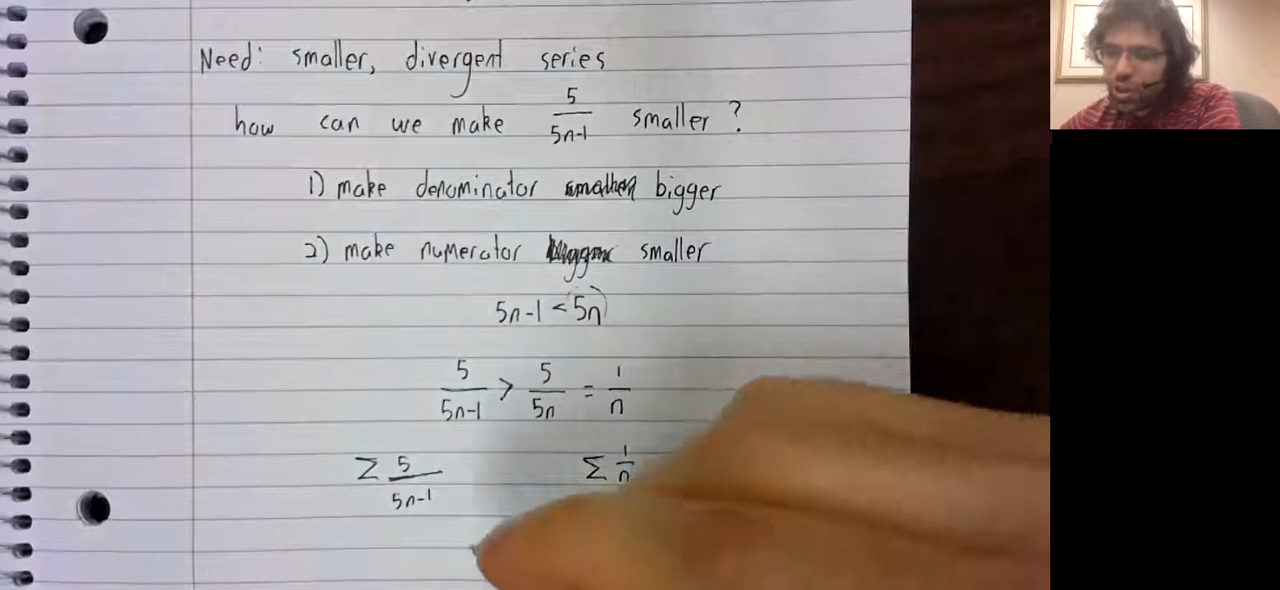 Need: smaller, divergent series
how can we make 5/(5n-1) smaller?
1) make denominator smaller bigger
2) make numerator bigger smaller
5n-1 < 5n
5/(5n-1) > 5/(5n) = 1/n
Σ 5/(5n-1) Σ 1/n